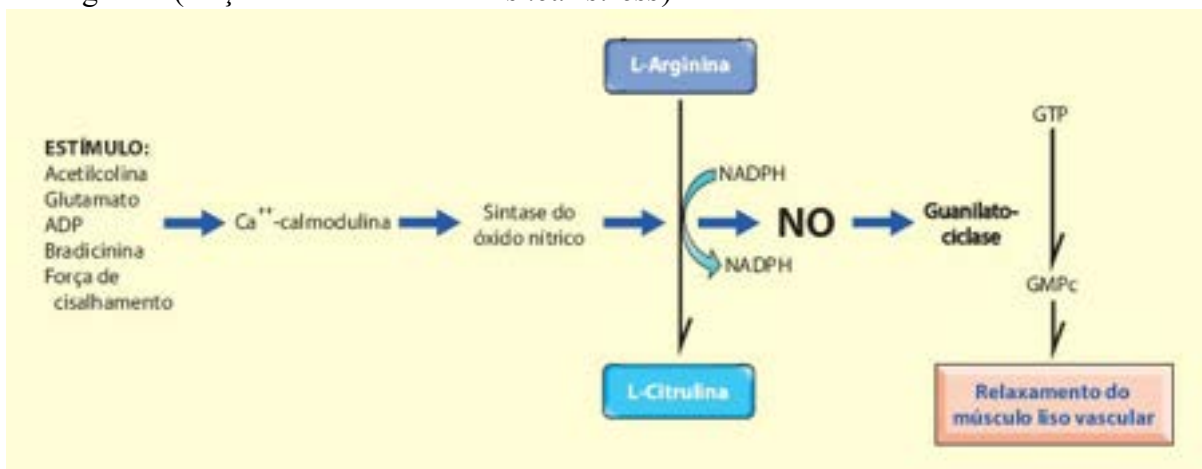 ESTÍMULO:
Acetilcolina
Glutamato
ADP
Bradicinina
Força de
cisalhamento
Ca++-calmodulina
Sintase do
óxido nítrico
L-Arginina
NADPH
NO
NADPH
L-Citrulina
Guanilato-
ciclase
GTP
GMPc
Relaxamento do
músculo liso vascular